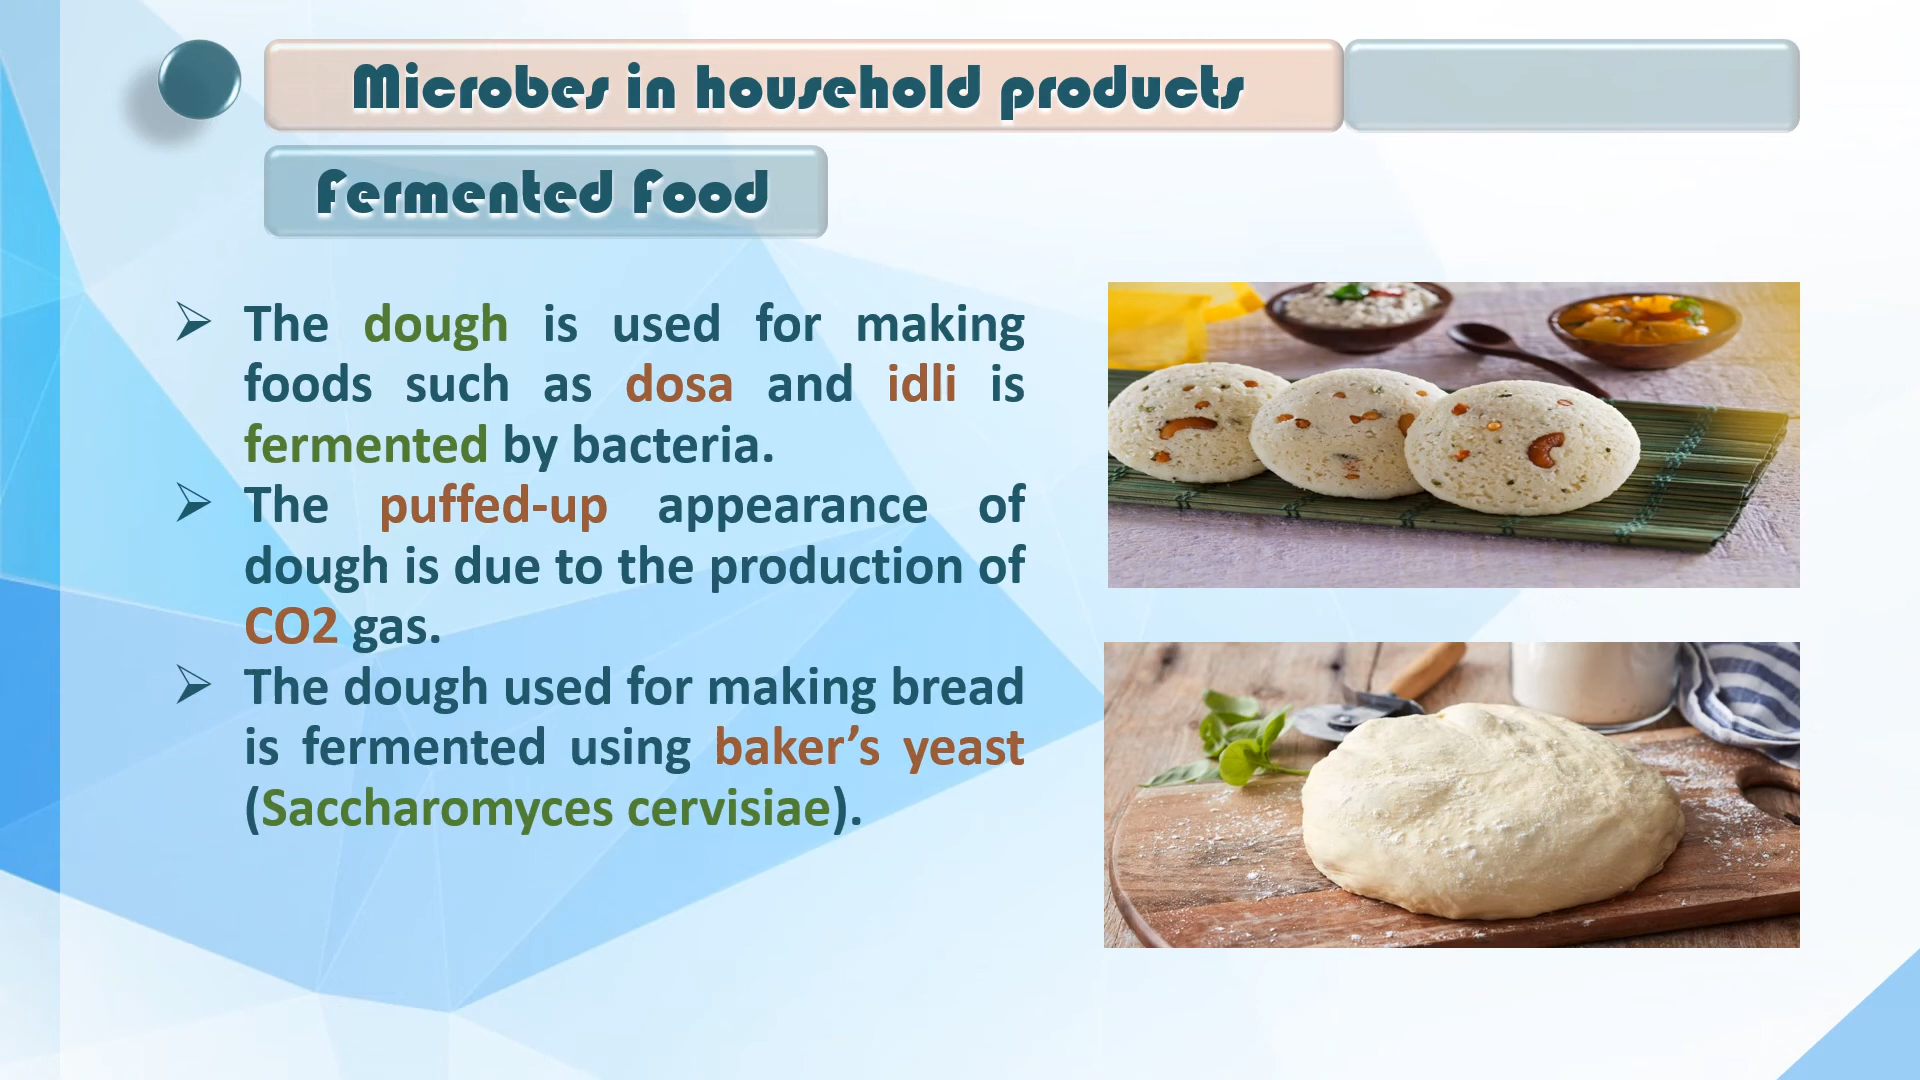 Microbes in household products
Fermented Food
➢ The dough is used for making
foods such as dosa and idli is
fermented by bacteria.
➢ The puffed-up appearance of
dough is due to the production of
CO2 gas.
➢ The dough used for making bread
is fermented using baker’s yeast
(Saccharomyces cervisiae).